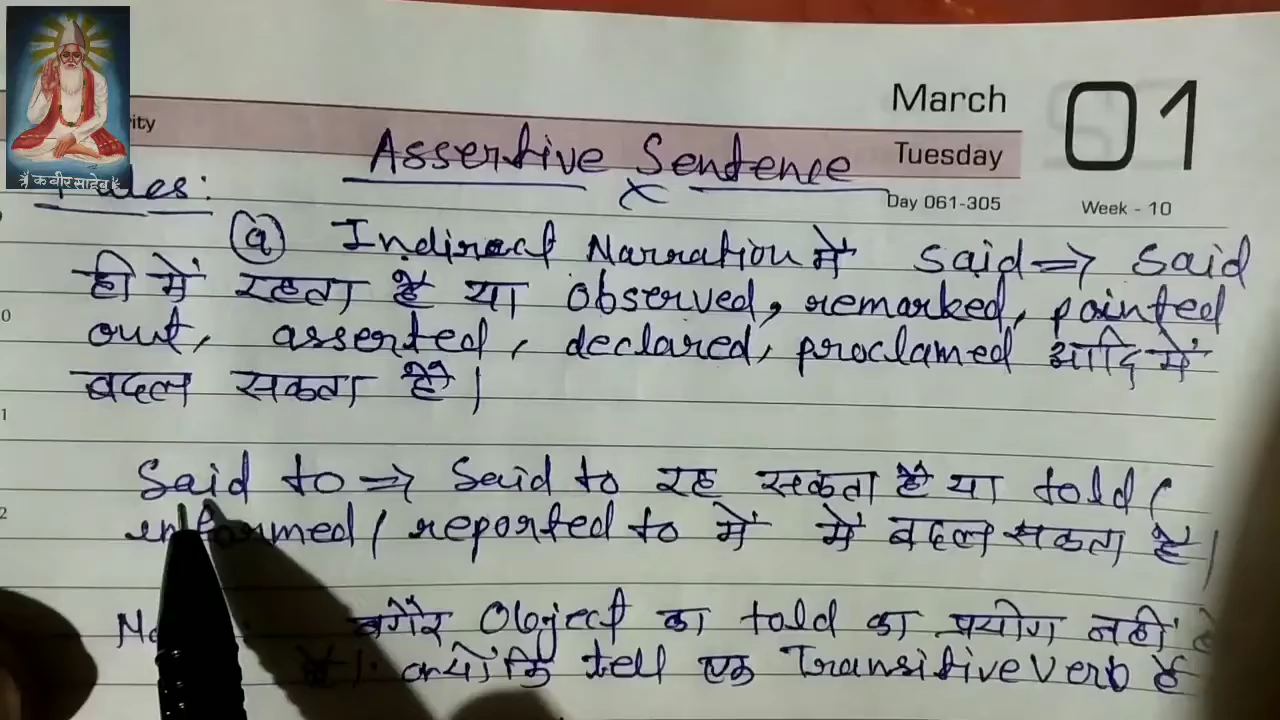 March
01
rity
Tuesday
Assertive Sentence
Day 061-305
Week - 10
कबीर साहेब
Rules:
(a) Indirect Narration में said ⇒ said
ही में रहता है या observed, remarked, pointed
out, asserted, declared, proclamed आदि में
बदल सकता है।
Said to ⇒ Said to रह सकता है या told /
informed / reported to में में बदल सकता है।
बगैर Object का told का प्रयोग नहीं
है। क्योंकि tell एक Transitive verb है